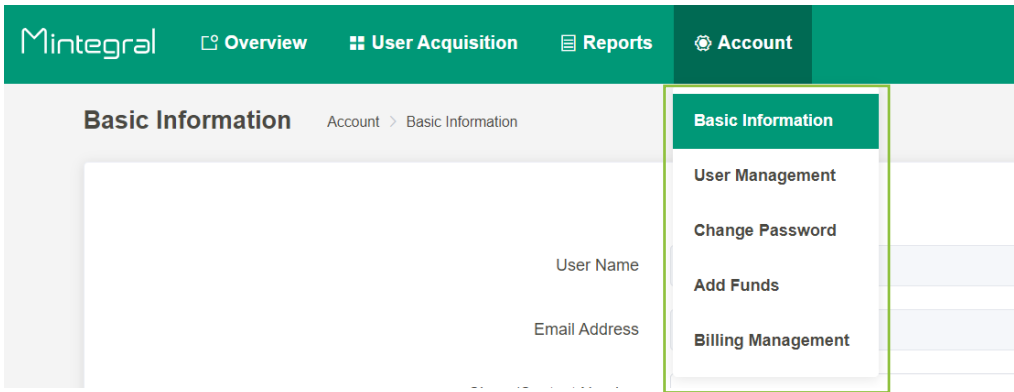 Mintegral Overview User Acquisition Reports Account
Basic Information Account > Basic Information
Basic Information
User Management
Change Password
User Name
Add Funds
Email Address
Billing Management